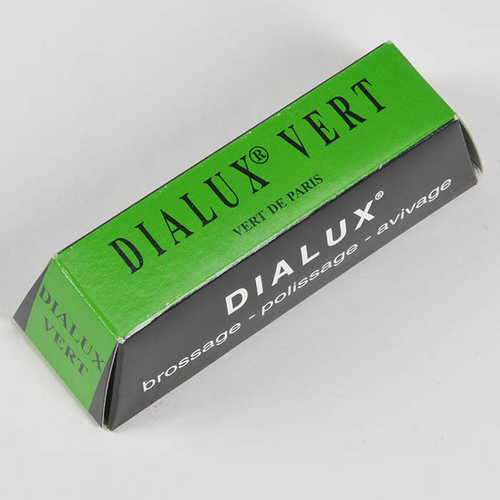 DIALUX® VERT
VERT DE PARIS
DIALUX®
brossage - polissage - avivage
DIALUX
VERT